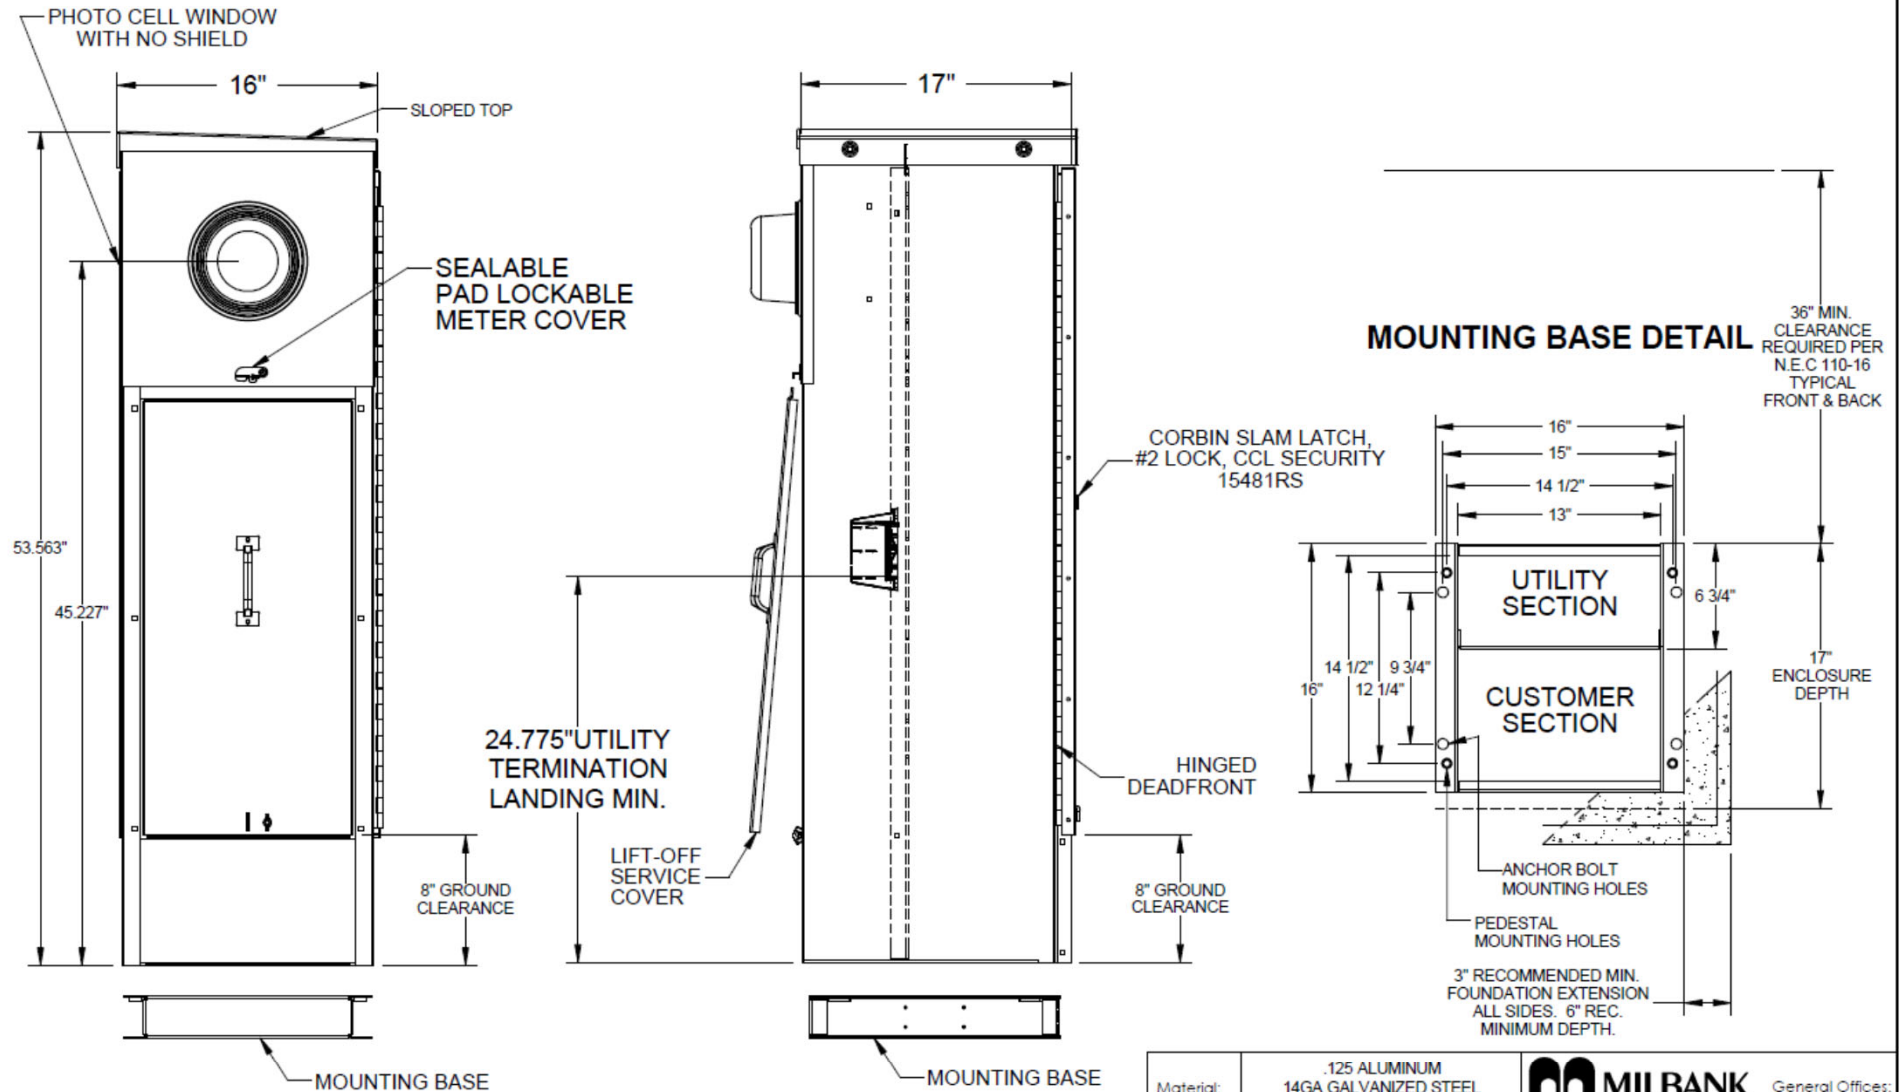 PHOTO CELL WINDOW
WITH NO SHIELD
16"
SLOPED TOP
17"
SEALABLE
PAD LOCKABLE
METER COVER
53.563"
45.227"
8" GROUND
CLEARANCE
MOUNTING BASE
24.775"UTILITY
TERMINATION
LANDING MIN.
LIFT-OFF
SERVICE
COVER
CORBIN SLAM LATCH,
#2 LOCK, CCL SECURITY
15481RS
HINGED
DEADFRONT
8" GROUND
CLEARANCE
MOUNTING BASE
MOUNTING BASE DETAIL
36" MIN.
CLEARANCE
REQUIRED PER
N.E.C 110-16
TYPICAL
FRONT & BACK
16"
15"
14 1/2"
13"
UTILITY
SECTION
6 3/4"
14 1/2"
9 3/4"
16"
12 1/4"
CUSTOMER
SECTION
17"
ENCLOSURE
DEPTH
ANCHOR BOLT
MOUNTING HOLES
PEDESTAL
MOUNTING HOLES
3" RECOMMENDED MIN.
FOUNDATION EXTENSION
ALL SIDES. 6" REC.
MINIMUM DEPTH.
Material:
.125 ALUMINUM
14GA GALVANIZED STEEL
MILBANK
General Offices: